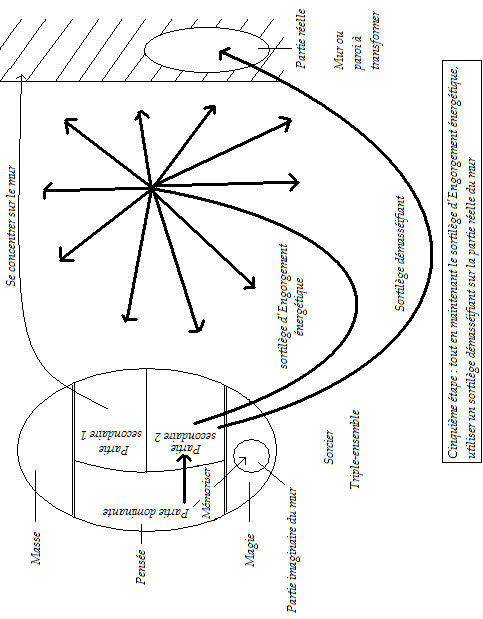 Masse
Pensée
Magie
Partie imaginaire du mur
Partie dominante
Mémoriser
Partie
secondaire 1
Partie
secondaire 2
Sorcier
Triple-ensemble
Se concentrer sur le mur
sortilège d'Engorgement
énergétique
Sortilège démasséifiant
Partie réelle
Mur ou
paroi à
transformer
Cinquième étape : tout en maintenant le sortilège d'Engorgement énergétique,
utiliser un sortilège démasséifiant sur la partie réelle du mur